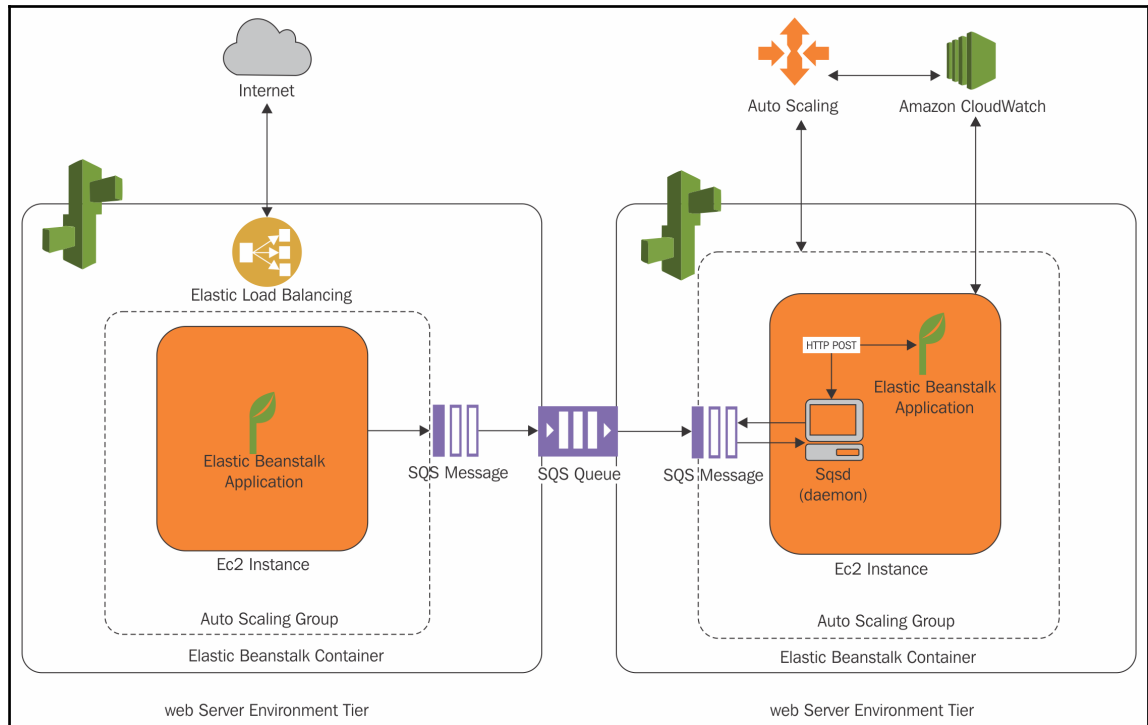 Internet
Auto Scaling
Amazon CloudWatch
Elastic Load Balancing
HTTP POST
Elastic Beanstalk
Application
Elastic Beanstalk
Application
SQS Message
SQS Queue
SQS Message
Sqsd
(daemon)
Ec2 Instance
Ec2 Instance
Auto Scaling Group
Auto Scaling Group
Elastic Beanstalk Container
Elastic Beanstalk Container
web Server Environment Tier
web Server Environment Tier